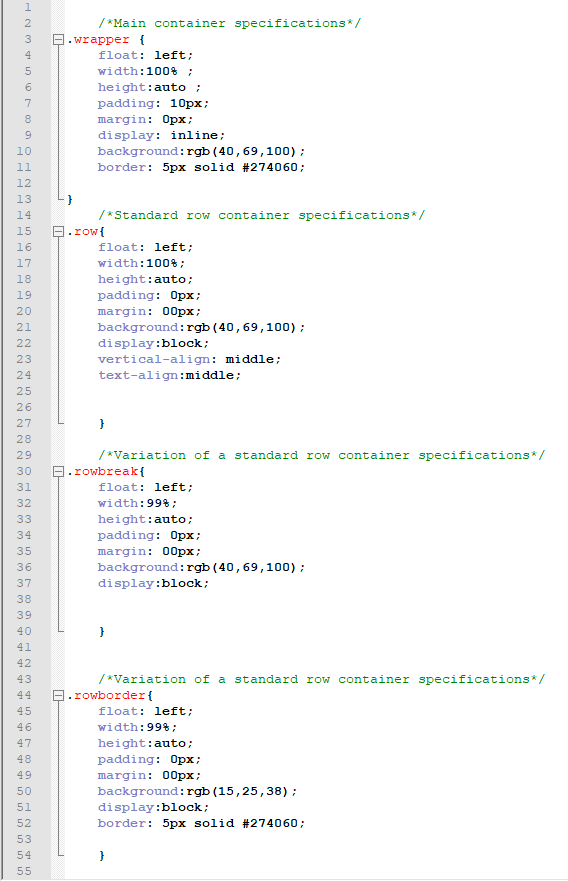 1
2 /*Main container specifications*/
3 .wrapper {
4 float: left;
5 width:100% ;
6 height:auto ;
7 padding: 10px;
8 margin: 0px;
9 display: inline;
10 background:rgb(40,69,100);
11 border: 5px solid #274060;
12
13 }
14 /*Standard row container specifications*/
15 .row{
16 float: left;
17 width:100%;
18 height:auto;
19 padding: 0px;
20 margin: 00px;
21 background:rgb(40,69,100);
22 display:block;
23 vertical-align: middle;
24 text-align:middle;
25
26
27 }
28
29 /*Variation of a standard row container specifications*/
30 .rowbreak{
31 float: left;
32 width:99%;
33 height:auto;
34 padding: 0px;
35 margin: 00px;
36 background:rgb(40,69,100);
37 display:block;
38
39
40 }
41
42
43 /*Variation of a standard row container specifications*/
44 .rowborder{
45 float: left;
46 width:99%;
47 height:auto;
48 padding: 0px;
49 margin: 00px;
50 background:rgb(15,25,38);
51 display:block;
52 border: 5px solid #274060;
53
54 }
55